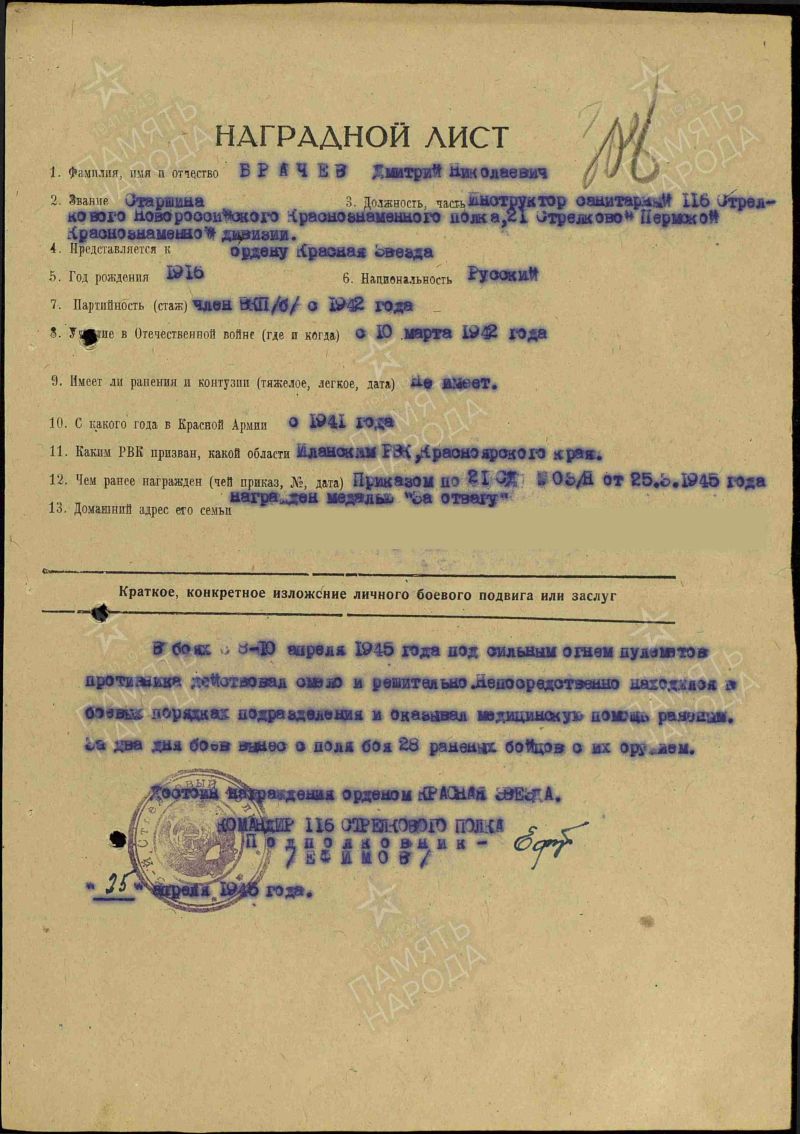 НАГРАДНОЙ ЛИСТ
1. Фамилия, имя и отчество Б Р А Ч Е В Дмитрий Николаевич
2. Звание Старшина 3. Должность, часть Инструктор санитарный 116 Стрел-
кового Новороссийского Краснознаменного полка, 21 Стрелковой Пермской
Краснознаменной дивизии.
4. Представляется к ордену Красная Звезда
5. Год рождения 1916 6. Национальность Русский
7. Партийность (стаж) член ВКП/б/ с 1942 года
8. Участие в Отечественной войне (где и когда) с 10 марта 1942 года
9. Имеет ли ранения и контузии (тяжелое, легкое, дата) Не имеет.
10. С какого года в Красной Армии с 1941 года
11. Каким РВК призван, какой области Иланским РВК, Красноярского края.
12. Чем ранее награжден (чей приказ, №, дата) Приказом по 21 СД 03/Н от 25.3.1945 года
награжден медалью "За отвагу"
13. Домашний адрес его семьи
Краткое, конкретное изложение личного боевого подвига или заслуг
В боях 8-10 апреля 1945 года под сильным огнем пулеметов
противника действовал смело и решительно. Непосредственно находился в
боевых порядках подразделения и оказывал медицинскую помощь раненым.
За два дня боев вынес с поля боя 28 раненых бойцов с их оружием.
Достоин награждения орденом КРАСНАЯ ЗВЕЗДА.
КОМАНДИР 116 СТРЕЛКОВОГО ПОЛКА
П о д п о л к о в н и к -
/ Е Ф И М О В /
"25" апреля 1945 года.
ПАМЯТЬ
НАРОДА